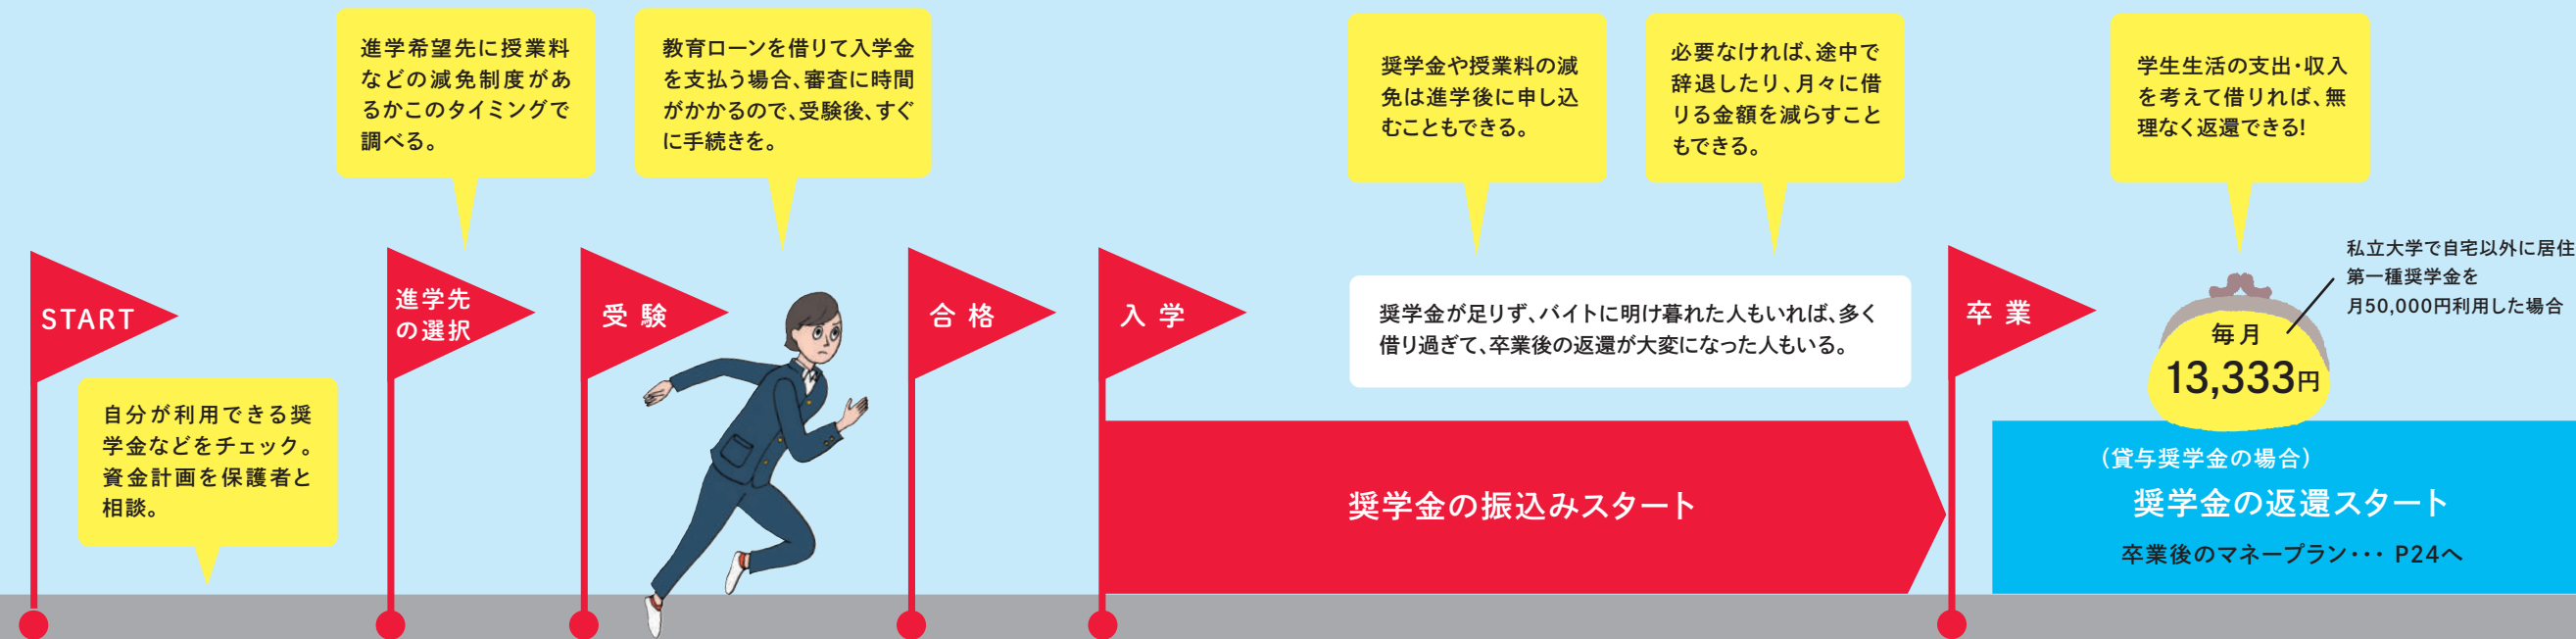 START
自分が利用できる奨
学金などをチェック。
資金計画を保護者と
相談。
進学希望先に授業料
などの減免制度があ
るかこのタイミングで
調べる。
進学先
の選択
教育ローンを借りて入学金
を支払う場合、審査に時間
がかかるので、受験後、すぐ
に手続きを。
受験
合格
入学
奨学金や授業料の減
免は進学後に申し込
むこともできる。
必要なければ、途中で
辞退したり、月々に借
りる金額を減らすこと
もできる。
奨学金が足りず、バイトに明け暮れた人もいれば、多く
借り過ぎて、卒業後の返還が大変になった人もいる。
奨学金の振込みスタート
卒業
学生生活の支出・収入
を考えて借りれば、無
理なく返還できる!
私立大学で自宅以外に居住
第一種奨学金を
月50,000円利用した場合
毎月
13,333円
(貸与奨学金の場合)
奨学金の返還スタート
卒業後のマネープラン・・・ P24へ